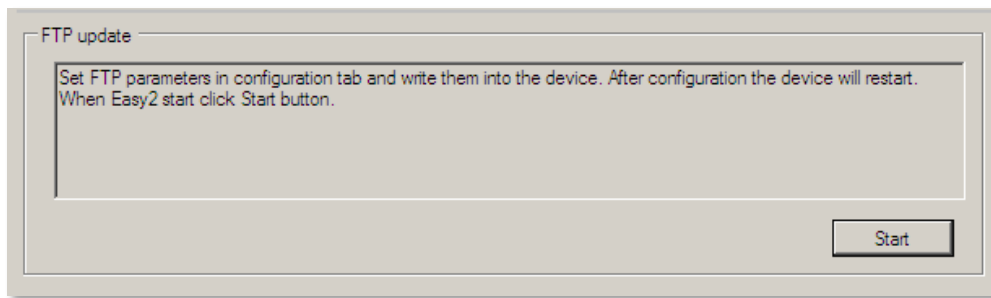 FTP update
Set FTP parameters in configuration tab and write them into the device. After configuration the device will restart.
When Easy2 start click Start button.
Start